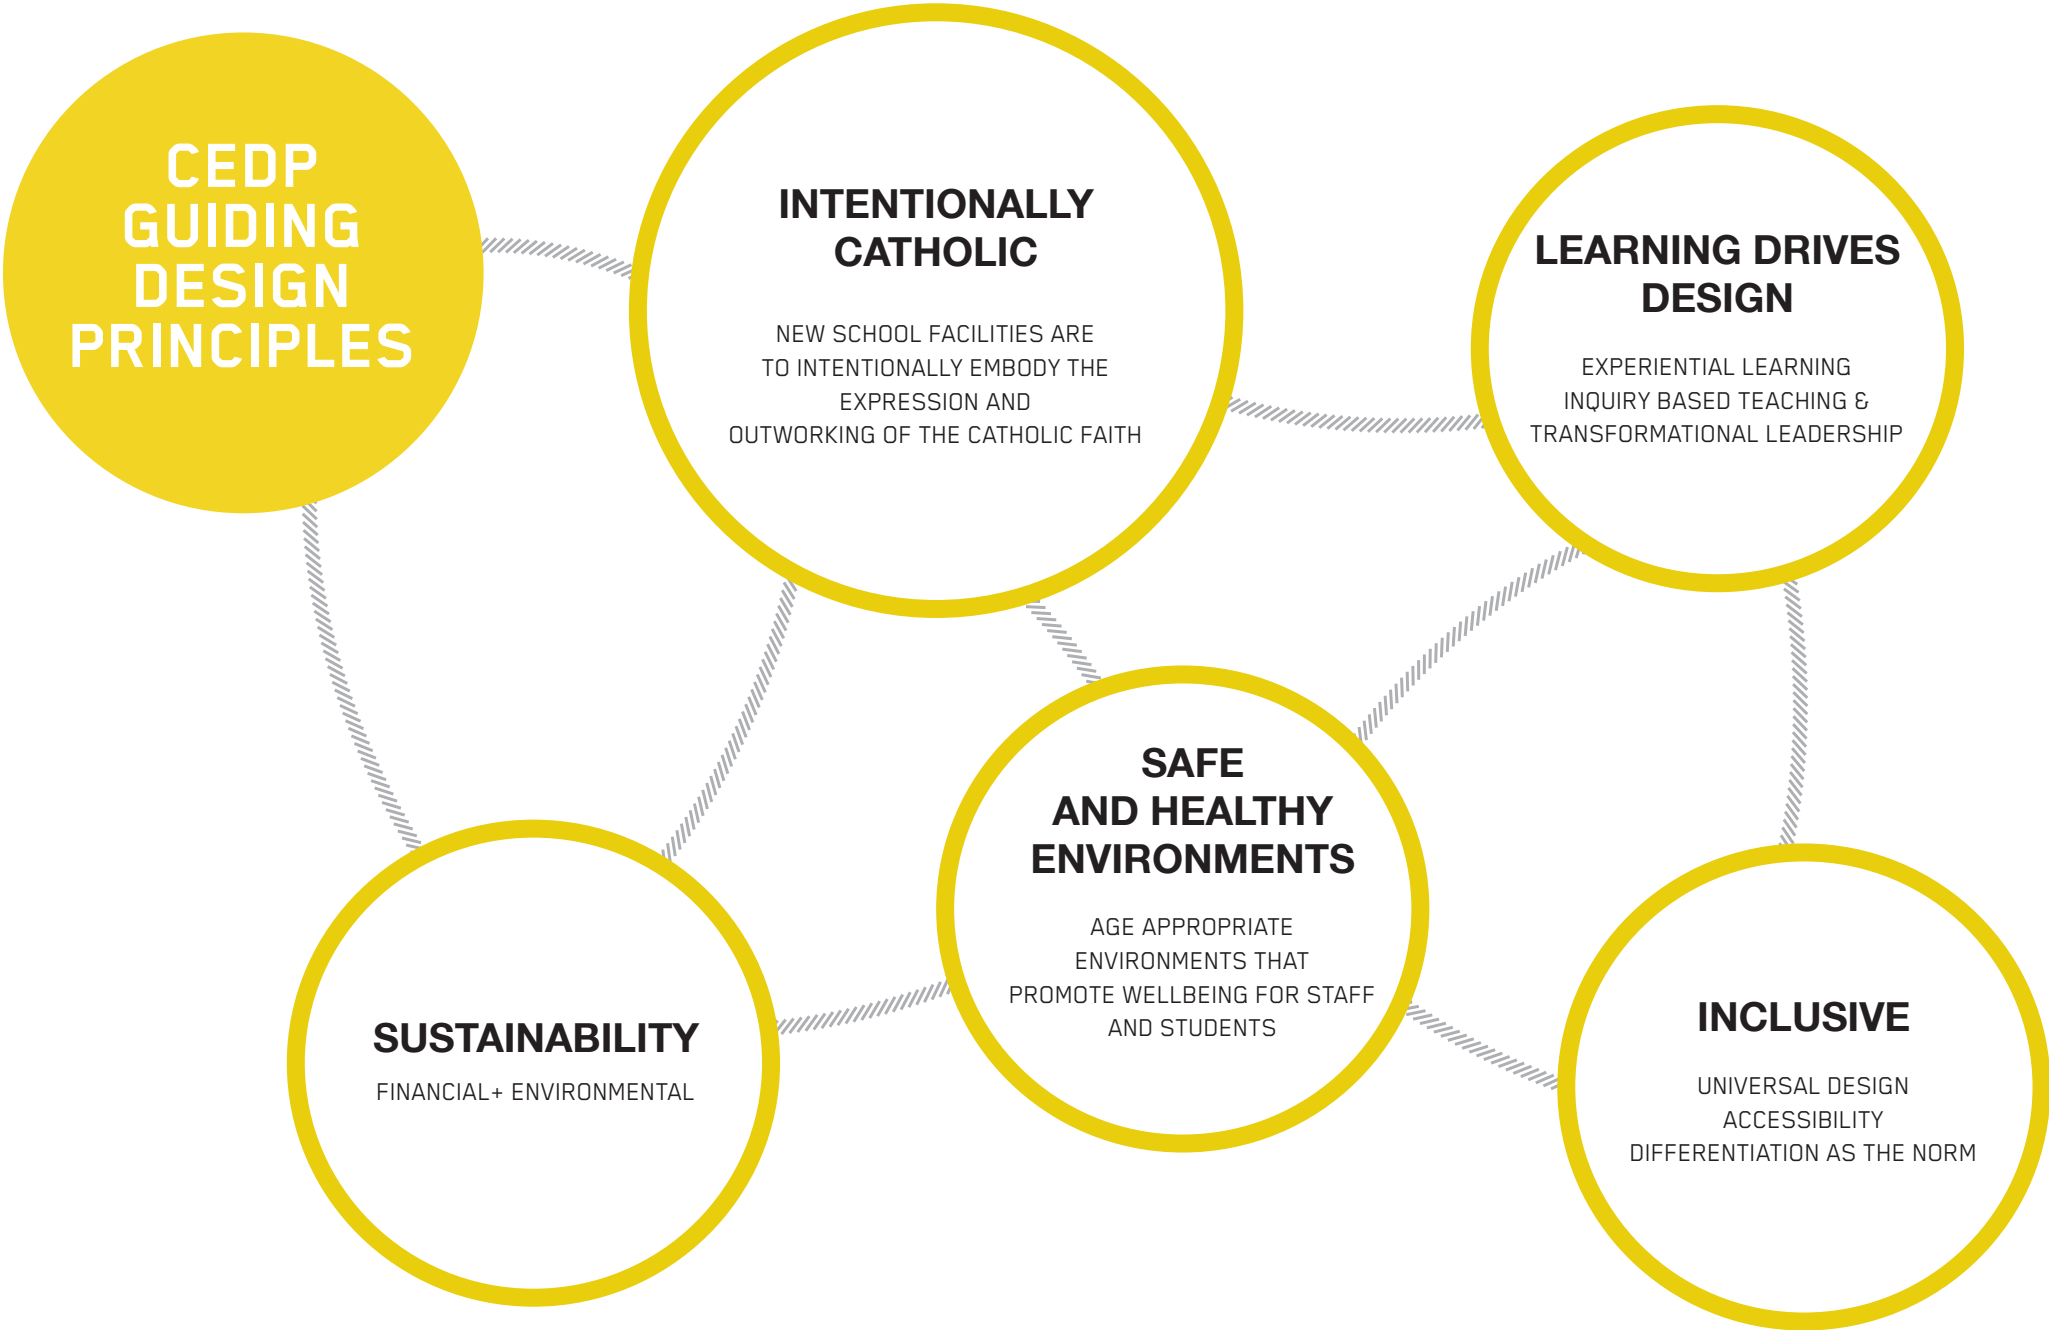 CEDP
GUIDING
DESIGN
PRINCIPLES
INTENTIONALLY
CATHOLIC
NEW SCHOOL FACILITIES ARE
TO INTENTIONALLY EMBODY THE
EXPRESSION AND
OUTWORKING OF THE CATHOLIC FAITH
LEARNING DRIVES
DESIGN
EXPERIENTIAL LEARNING
INQUIRY BASED TEACHING &
TRANSFORMATIONAL LEADERSHIP
SUSTAINABILITY
FINANCIAL+ ENVIRONMENTAL
SAFE
AND HEALTHY
ENVIRONMENTS
AGE APPROPRIATE
ENVIRONMENTS THAT
PROMOTE WELLBEING FOR STAFF
AND STUDENTS
INCLUSIVE
UNIVERSAL DESIGN
ACCESSIBILITY
DIFFERENTIATION AS THE NORM